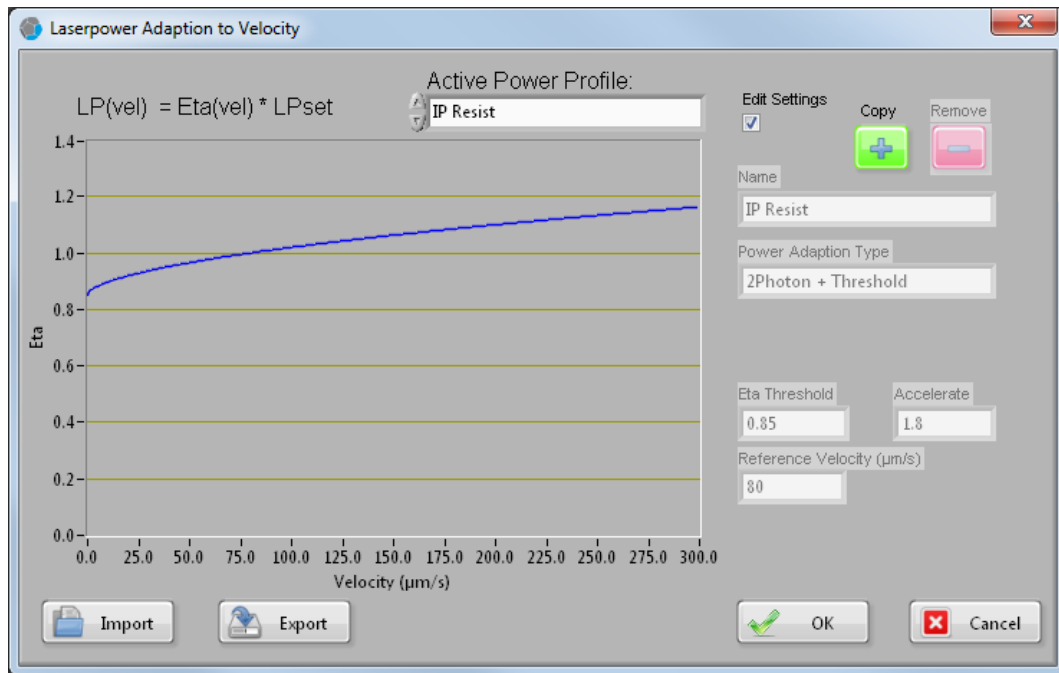 Laserpower Adaption to Velocity
LP(vel)  = Eta(vel) * LPset
Active Power Profile:
IP Resist
Edit Settings
Copy
Remove
Name
IP Resist
Power Adaption Type
2Photon + Threshold
Eta Threshold
0.85
Accelerate
1.8
Reference Velocity (µm/s)
80
1.4
1.2
1.0
0.8
0.6
0.4
0.2
0.0
Eta
0.0 25.0 50.0 75.0 100.0 125.0 150.0 175.0 200.0 225.0 250.0 275.0 300.0
Velocity (µm/s)
Import
Export
OK
Cancel